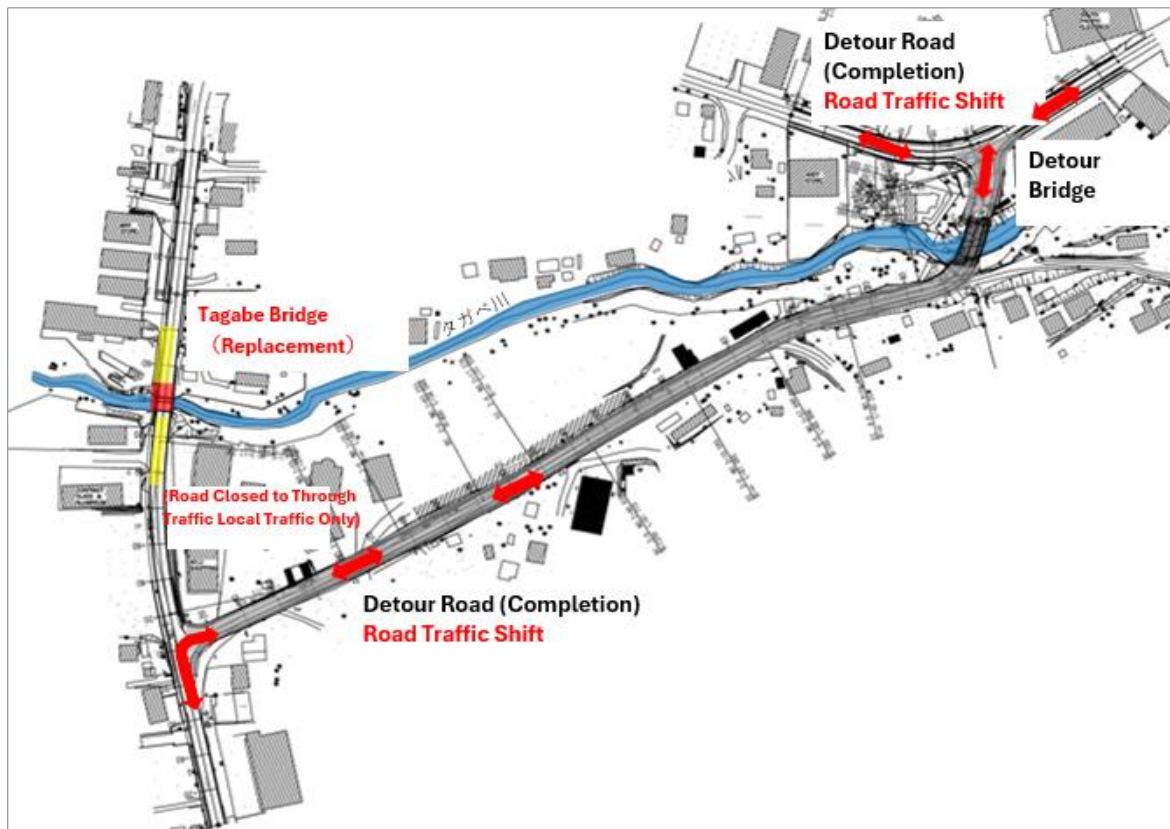 Detour Road
(Completion)
Road Traffic Shift
Detour
Bridge
タガベ川
Tagabe Bridge
（Replacement）
(Road Closed to Through
Traffic Local Traffic Only)
Detour Road (Completion)
Road Traffic Shift